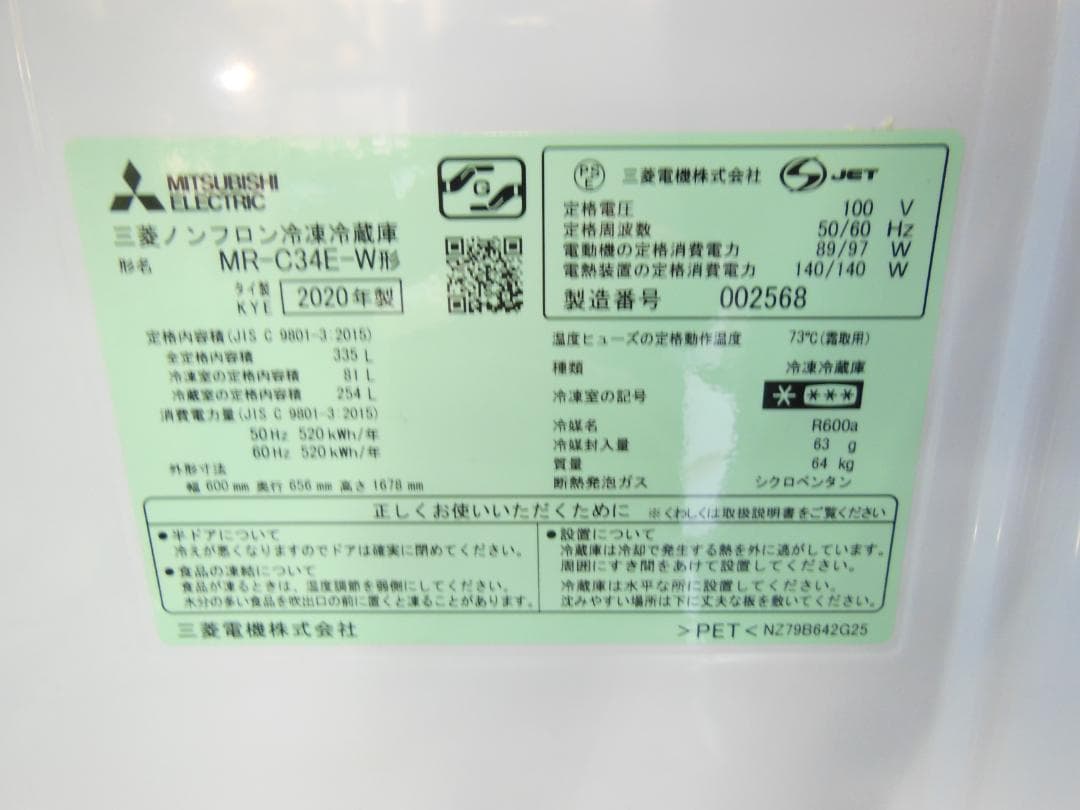 MITSUBISHI
ELECTRIC
G
三菱ノンフロン冷凍冷蔵庫
形名 MR-C34E-W形
タイ製
KYE 2020年製
PSE 三菱電機株式会社 JET
定格電圧 100 V
定格周波数 50/60 Hz
電動機の定格消費電力 89/97 W
電熱装置の定格消費電力 140/140 W
製造番号 002568
定格内容積(JIS C 9801-3:2015)
全定格内容積 335 L
冷凍室の定格内容積 81 L
冷蔵室の定格内容積 254 L
消費電力量(JIS C 9801-3:2015)
50Hz 520kWh/年
60Hz 520kWh/年
外形寸法
幅 600mm 奥行 656mm 高さ 1678mm
温度ヒューズの定格動作温度 73℃(霜取用)
種類 冷凍冷蔵庫
冷凍室の記号 * ***
冷媒名 R600a
冷媒封入量 63 g
質量 64 kg
断熱発泡ガス シクロペンタン
正しくお使いいただくために ※くわしくは取扱説明書をご覧ください
●半ドアについて
冷えが悪くなりますのでドアは確実に閉めてください。
●食品の凍結について
食品が凍るときは、温度調節を弱側にしてください。
水分の多い食品を吹出口の前に置くと凍ることがあります。
●設置について
冷蔵庫は冷却で発生する熱を外に逃がしています。
周囲にすき間をあけて設置してください。
冷蔵庫は水平な所に設置してください。
沈みやすい場所は下に丈夫な板を敷いてください。
三菱電機株式会社
>PET< NZ79B642G25